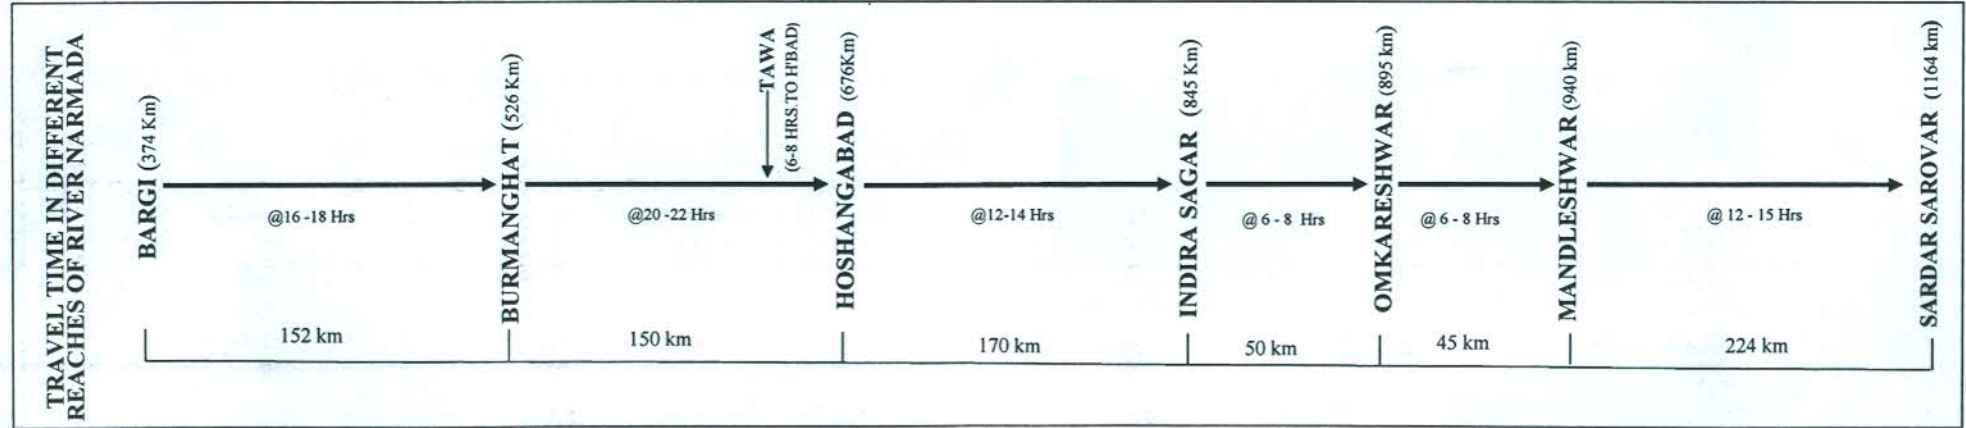 TRAVEL TIME IN DIFFERENT
REACHES OF RIVER NARMADA
BARGI (374 Km)
@16 -18 Hrs
BURMANGHAT (526 Km)
@20 -22 Hrs
TAWA
(6-8 HRS.TO H'BAD)
HOSHANGABAD (676Km)
@12-14 Hrs
INDIRA SAGAR (845 Km)
@ 6 - 8 Hrs
OMKARESHWAR (895 km)
@ 6 - 8 Hrs
MANDLESHWAR (940 km)
@ 12 - 15 Hrs
SARDAR SAROVAR (1164 km)
152 km
150 km
170 km
50 km
45 km
224 km